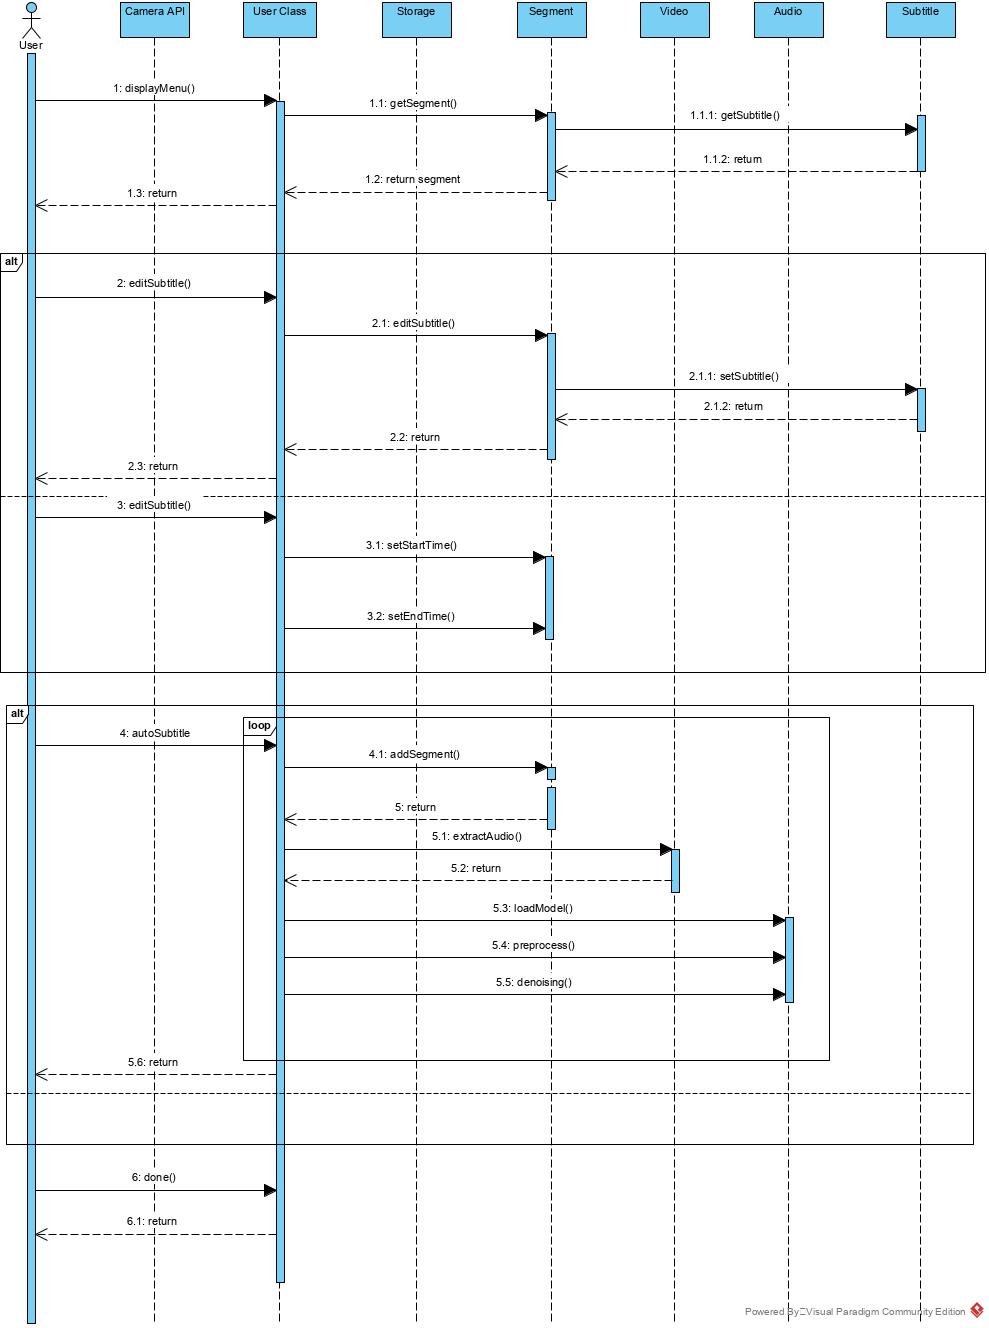 Camera API
User Class
Storage
Segment
Video
Audio
Subtitle
User
1: displayMenu()
1.1: getSegment()
1.1.1: getSubtitle()
1.1.2: return
1.2: return segment
1.3: return
alt
2: editSubtitle()
2.1: editSubtitle()
2.1.1: setSubtitle()
2.1.2: return
2.2: return
2.3: return
3: editSubtitle()
3.1: setStartTime()
3.2: setEndTime()
alt
loop
4: autoSubtitle
4.1: addSegment()
5: return
5.1: extractAudio()
5.2: return
5.3: loadModel()
5.4: preprocess()
5.5: denoising()
5.6: return
6: done()
6.1: return
Powered By Visual Paradigm Community Edition